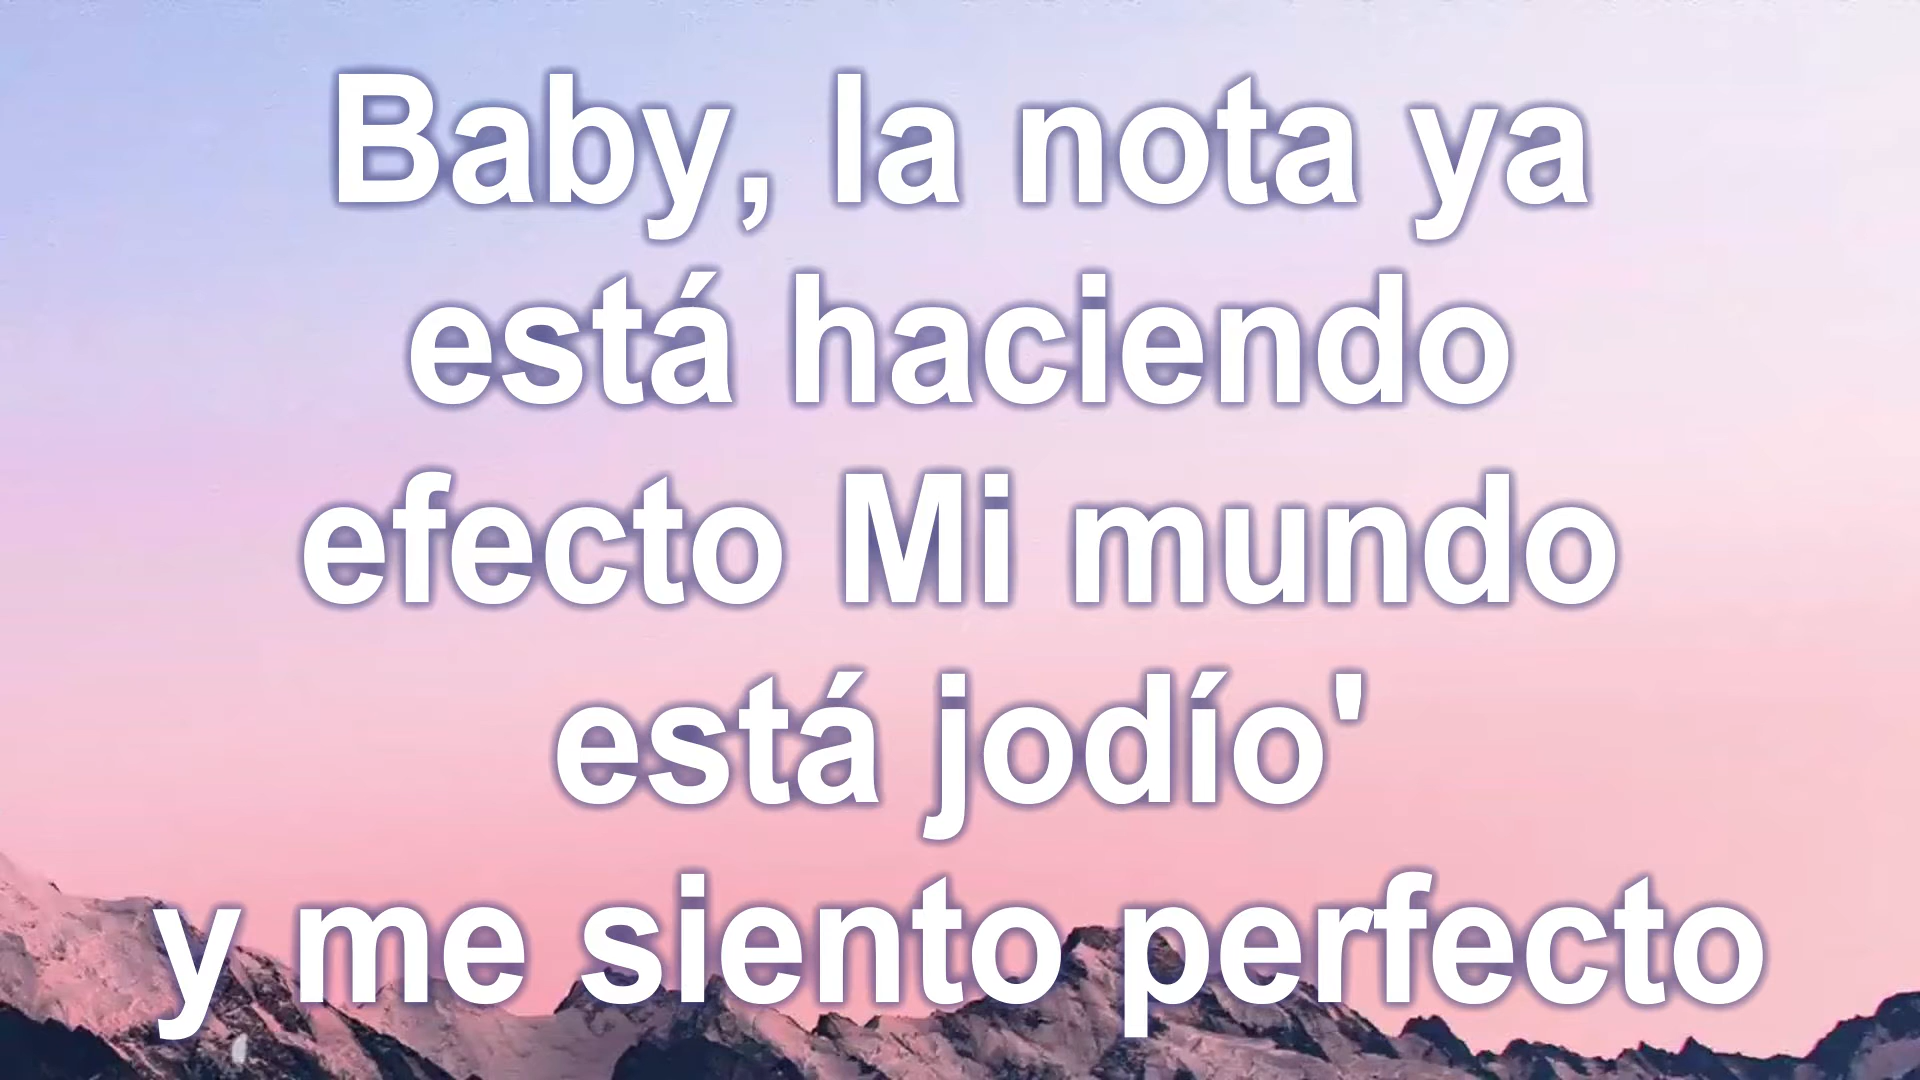 Baby, la nota ya
está haciendo
efecto Mi mundo
está jodío'
y me siento perfecto